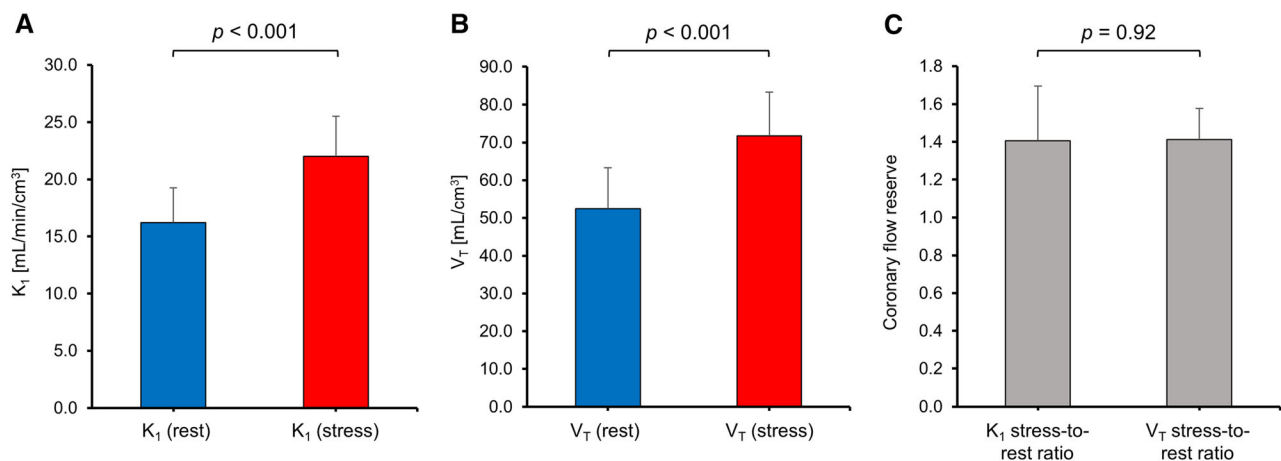 A
p < 0.001
K₁ [mL/min/cm³]
30.0
25.0
20.0
15.0
10.0
5.0
0.0
K₁ (rest)
K₁ (stress)
B
p < 0.001
V_T [mL/cm³]
90.0
80.0
70.0
60.0
50.0
40.0
30.0
20.0
10.0
0.0
V_T (rest)
V_T (stress)
C
p = 0.92
Coronary flow reserve
1.8
1.6
1.4
1.2
1.0
0.8
0.6
0.4
0.2
0.0
K₁ stress-to-
rest ratio
V_T stress-to-
rest ratio